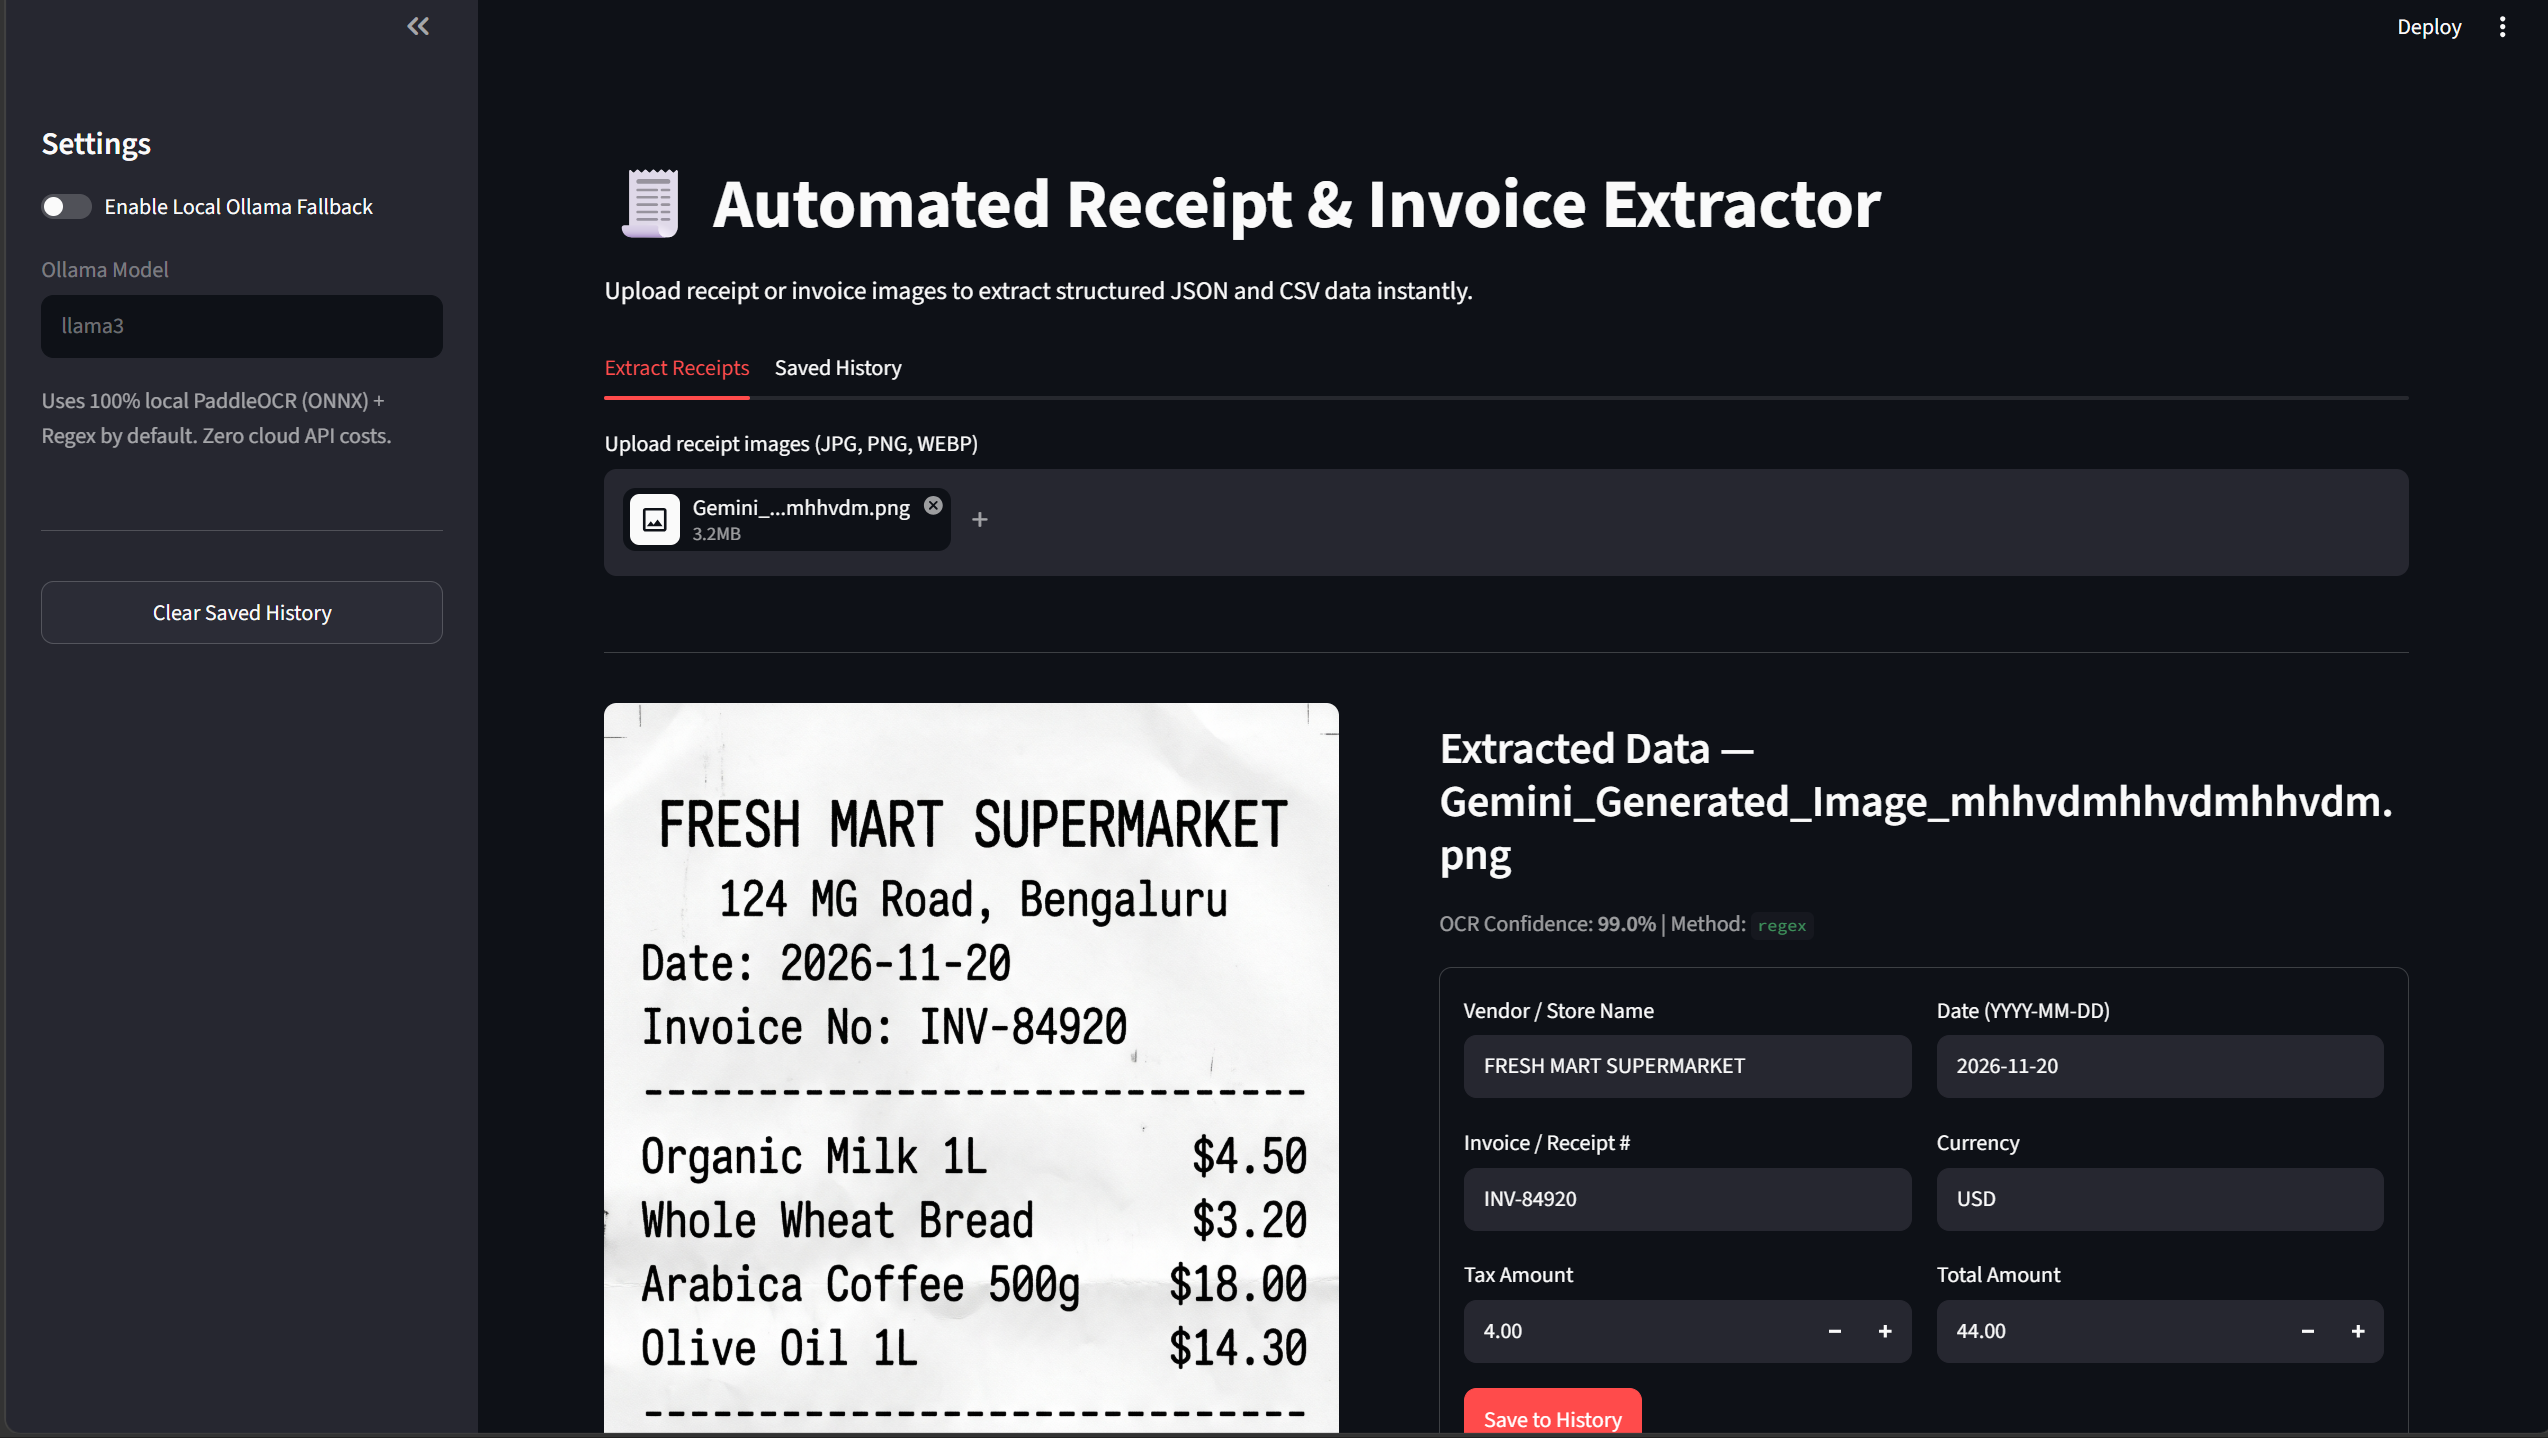 Deploy
Settings
Enable Local Ollama Fallback
Ollama Model
llama3
Uses 100% local PaddleOCR (ONNX) +
Regex by default. Zero cloud API costs.
Clear Saved History
Automated Receipt & Invoice Extractor
Upload receipt or invoice images to extract structured JSON and CSV data instantly.
Extract Receipts
Saved History
Upload receipt images (JPG, PNG, WEBP)
Gemini_...mhhvdm.png
3.2MB
FRESH MART SUPERMARKET
124 MG Road, Bengaluru
Date: 2026-11-20
Invoice No: INV-84920
-----------------------------
Organic Milk 1L $4.50
Whole Wheat Bread $3.20
Arabica Coffee 500g $18.00
Olive Oil 1L $14.30
-----------------------------
Extracted Data —
Gemini_Generated_Image_mhhvdmhhvdmhhvdm.
png
OCR Confidence: 99.0% | Method: regex
Vendor / Store Name
FRESH MART SUPERMARKET
Date (YYYY-MM-DD)
2026-11-20
Invoice / Receipt #
INV-84920
Currency
USD
Tax Amount
4.00
Total Amount
44.00
Save to History